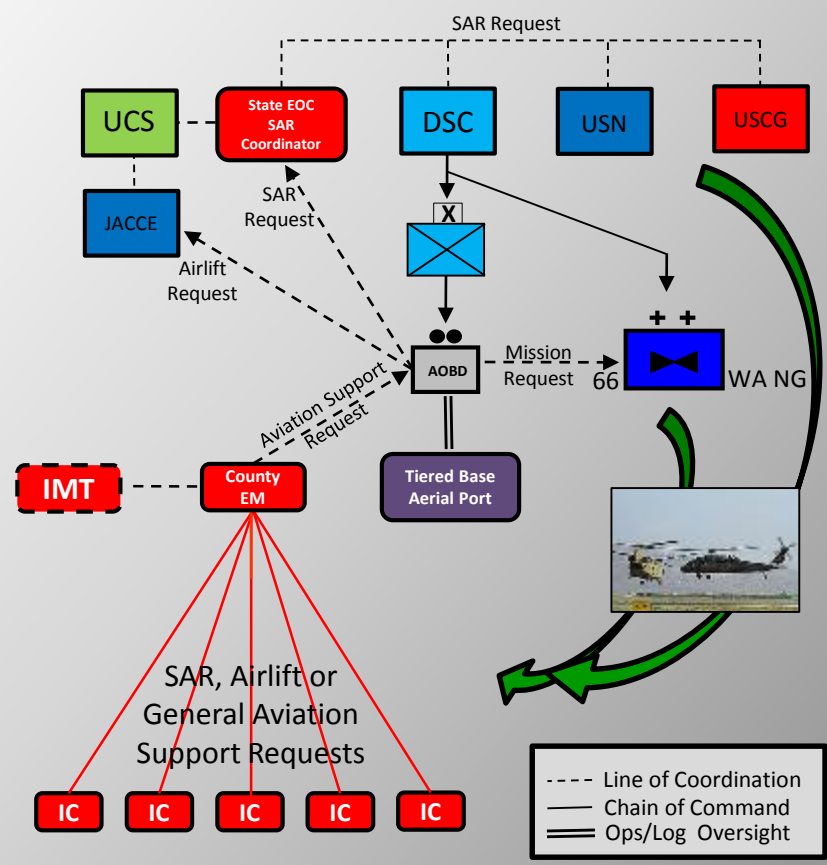 SAR Request
UCS
State EOC
SAR
Coordinator
DSC
USN
USCG
SAR
Request
JACCE
Airlift
Request
X
Aviation Support
Request
AOBD
Mission
Request
66
WA NG
IMT
County
EM
Tiered Base
Aerial Port
SAR, Airlift or
General Aviation
Support Requests
IC
IC
IC
IC
IC
Line of Coordination
Chain of Command
Ops/Log Oversight